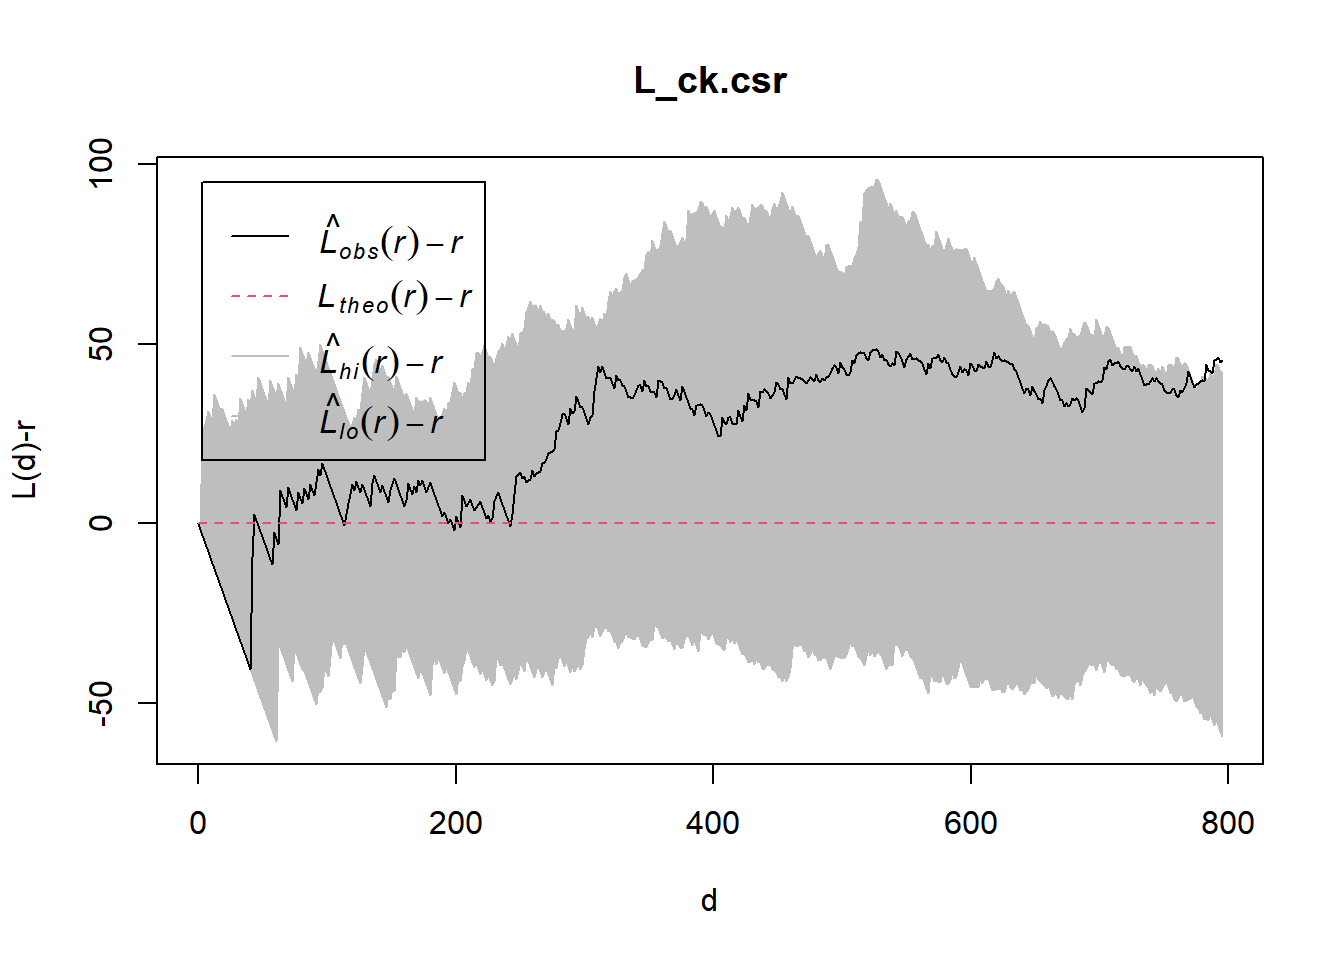 L_ck.csr
L(d)-r
100
50
0
-50
L̂obs(r) – r
Ltheo(r) – r
L̂hi(r) – r
L̂lo(r) – r
0 200 400 600 800
d